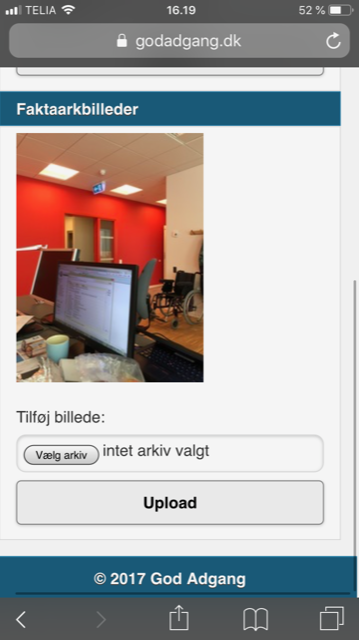 TELIA 16.19 52 %
godadgang.dk
Faktaarkbilleder
Tilføj billede:
Vælg arkiv intet arkiv valgt
Upload
© 2017 God Adgang